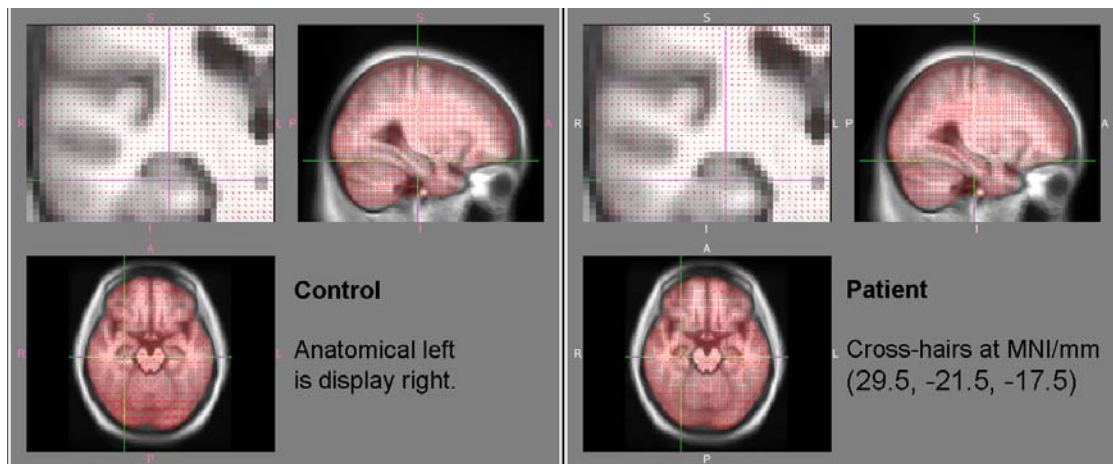 S
S
R
L
P
A
I
I
A
Control
Anatomical left
is display right.
R
L
P
S
S
R
L
P
A
I
I
A
Patient
Cross-hairs at MNI/mm
(29.5, -21.5, -17.5)
R
L
P